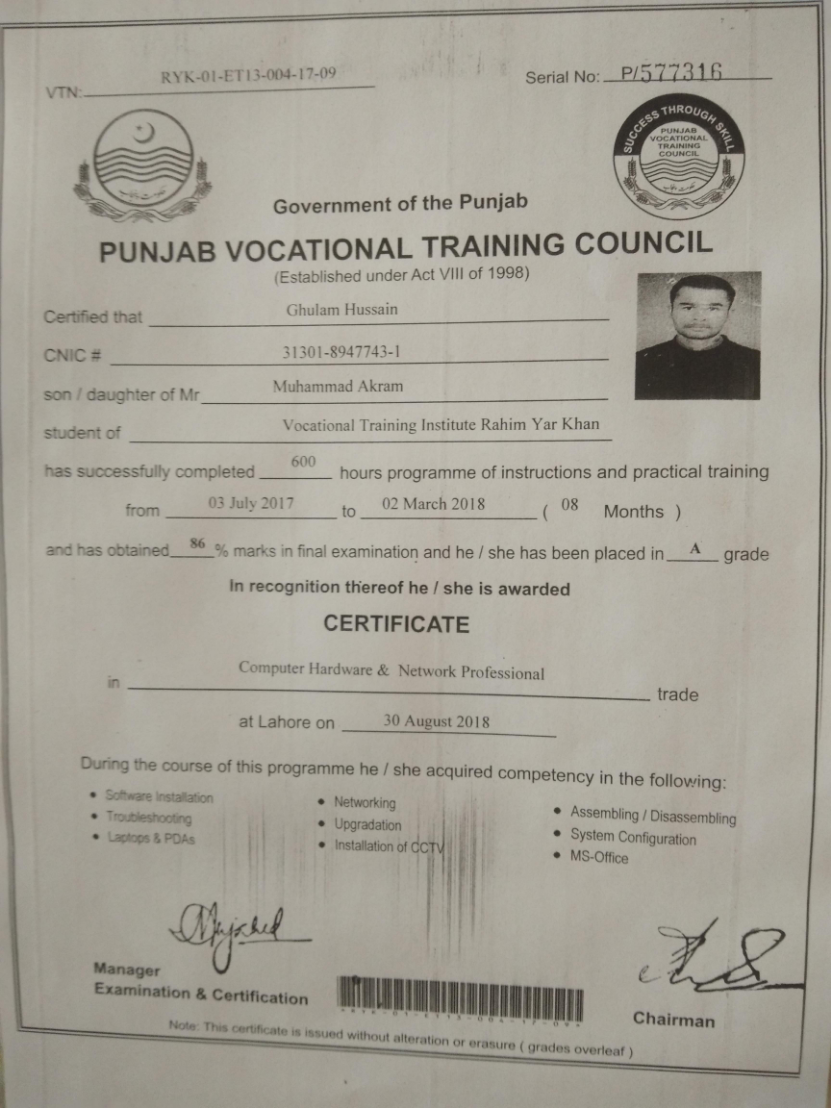 VTN: RYK-01-ET13-004-17-09
Serial No: P/577316
SUCCESS THROUGH SKILL
PUNJAB
VOCATIONAL
TRAINING
COUNCIL
Government of the Punjab
PUNJAB VOCATIONAL TRAINING COUNCIL
(Established under Act VIII of 1998)
Certified that Ghulam Hussain
CNIC # 31301-8947743-1
son / daughter of Mr Muhammad Akram
student of Vocational Training Institute Rahim Yar Khan
has successfully completed 600 hours programme of instructions and practical training
from 03 July 2017 to 02 March 2018 ( 08 Months )
and has obtained 86 % marks in final examination and he / she has been placed in A grade
In recognition thereof he / she is awarded
CERTIFICATE
in Computer Hardware & Network Professional trade
at Lahore on 30 August 2018
During the course of this programme he / she acquired competency in the following:
• Software Installation
• Troubleshooting
• Laptops & PDAs
• Networking
• Upgradation
• Installation of CCTV
• Assembling / Disassembling
• System Configuration
• MS-Office
Manager
Examination & Certification
Chairman
Note: This certificate is issued without alteration or erasure ( grades overleaf )